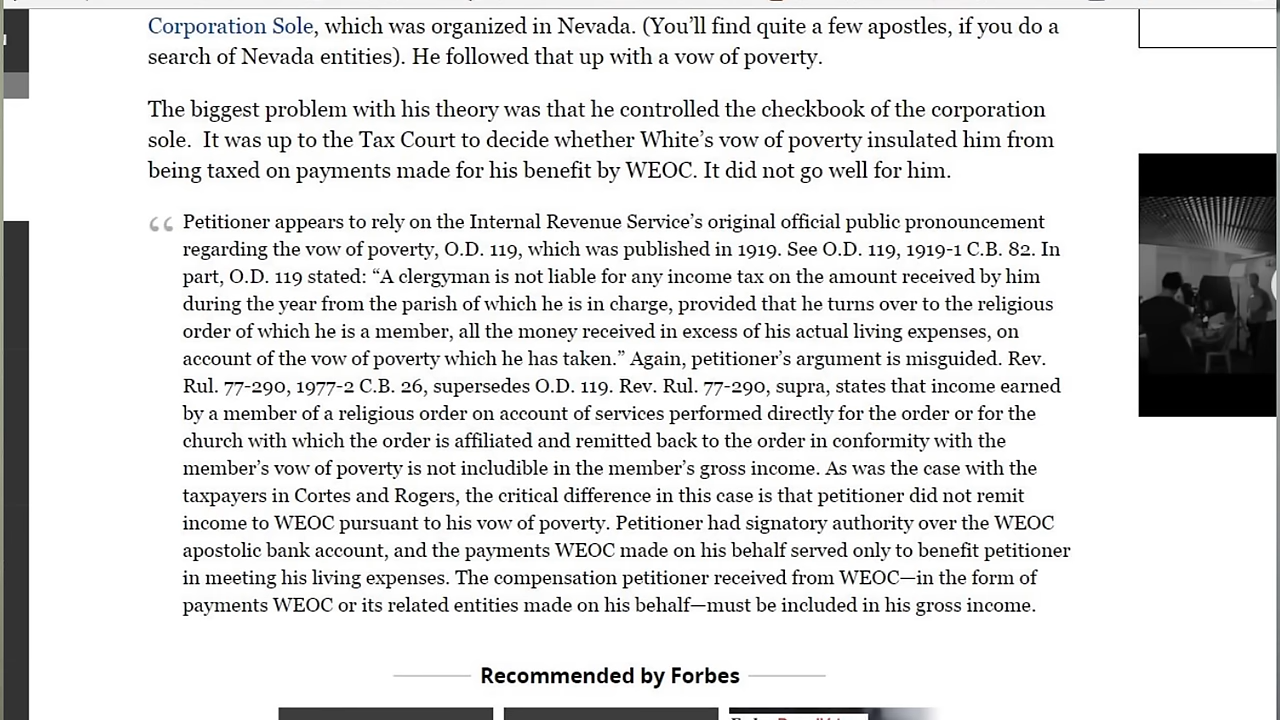 Corporation Sole, which was organized in Nevada. (You’ll find quite a few apostles, if you do a
search of Nevada entities). He followed that up with a vow of poverty.
The biggest problem with his theory was that he controlled the checkbook of the corporation
sole.  It was up to the Tax Court to decide whether White’s vow of poverty insulated him from
being taxed on payments made for his benefit by WEOC. It did not go well for him.
“ Petitioner appears to rely on the Internal Revenue Service’s original official public pronouncement
regarding the vow of poverty, O.D. 119, which was published in 1919. See O.D. 119, 1919-1 C.B. 82. In
part, O.D. 119 stated: “A clergyman is not liable for any income tax on the amount received by him
during the year from the parish of which he is in charge, provided that he turns over to the religious
order of which he is a member, all the money received in excess of his actual living expenses, on
account of the vow of poverty which he has taken.” Again, petitioner’s argument is misguided. Rev.
Rul. 77-290, 1977-2 C.B. 26, supersedes O.D. 119. Rev. Rul. 77-290, supra, states that income earned
by a member of a religious order on account of services performed directly for the order or for the
church with which the order is affiliated and remitted back to the order in conformity with the
member’s vow of poverty is not includible in the member’s gross income. As was the case with the
taxpayers in Cortes and Rogers, the critical difference in this case is that petitioner did not remit
income to WEOC pursuant to his vow of poverty. Petitioner had signatory authority over the WEOC
apostolic bank account, and the payments WEOC made on his behalf served only to benefit petitioner
in meeting his living expenses. The compensation petitioner received from WEOC—in the form of
payments WEOC or its related entities made on his behalf—must be included in his gross income.
Recommended by Forbes